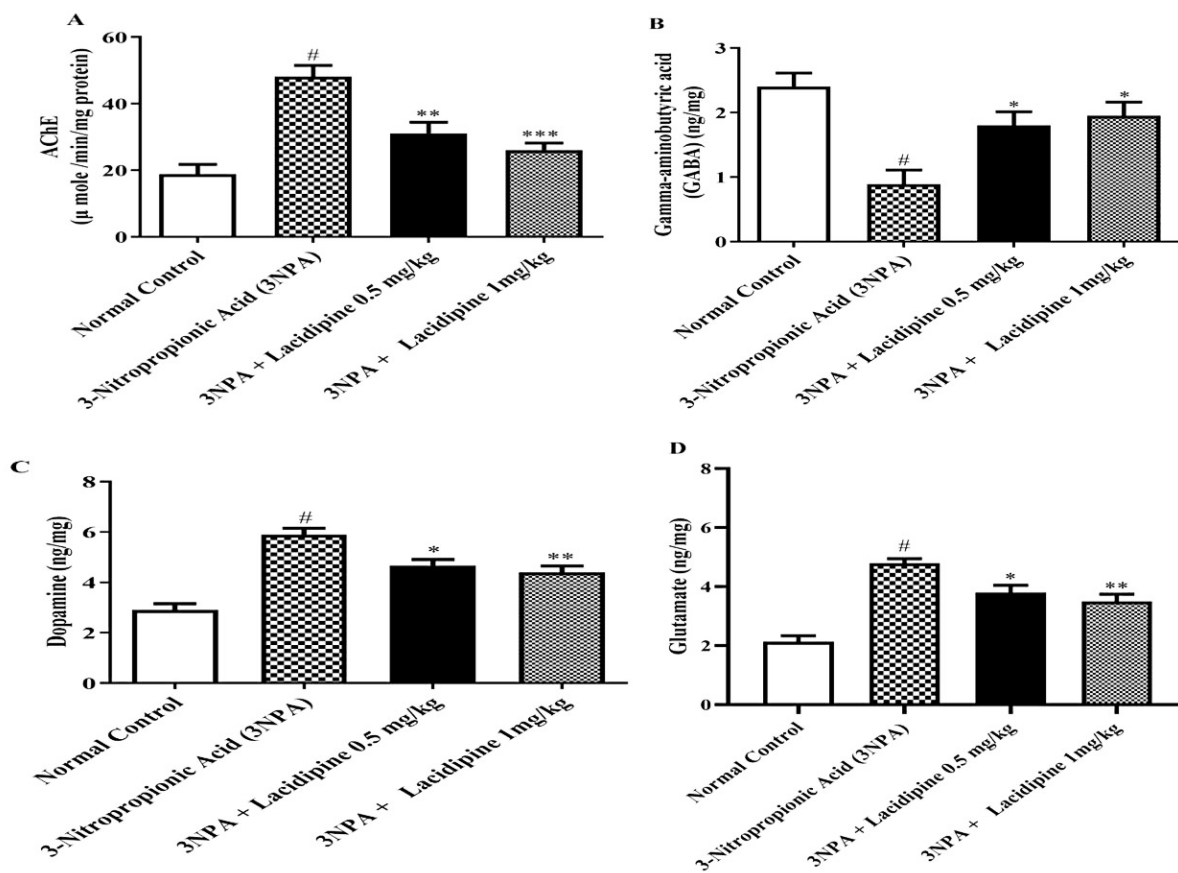 A
AChE
(µ mole /min/mg protein)
60
40
20
0
#
**
***
Normal Control
3-Nitropropionic Acid (3NPA)
3NPA + Lacidipine 0.5 mg/kg
3NPA + Lacidipine 1mg/kg
B
Gamma-aminobutyric acid
(GABA) (ng/mg)
3
2
1
0
#
*
*
Normal Control
3-Nitropropionic Acid (3NPA)
3NPA + Lacidipine 0.5 mg/kg
3NPA + Lacidipine 1mg/kg
C
Dopamine (ng/mg)
8
6
4
2
0
#
*
**
Normal Control
3-Nitropropionic Acid (3NPA)
3NPA + Lacidipine 0.5 mg/kg
3NPA + Lacidipine 1mg/kg
D
Glutamate (ng/mg)
8
6
4
2
0
#
*
**
Normal Control
3-Nitropropionic Acid (3NPA)
3NPA + Lacidipine 0.5 mg/kg
3NPA + Lacidipine 1mg/kg